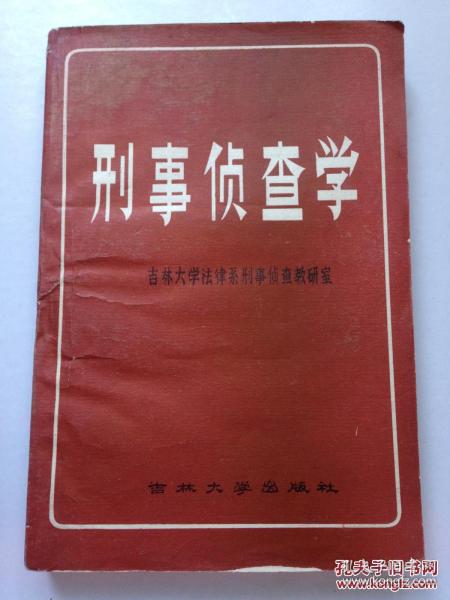 刑事侦查学
吉林大学法律系刑事侦查教研室
吉林大学出版社
孔夫子旧书网
www.kongfz.com